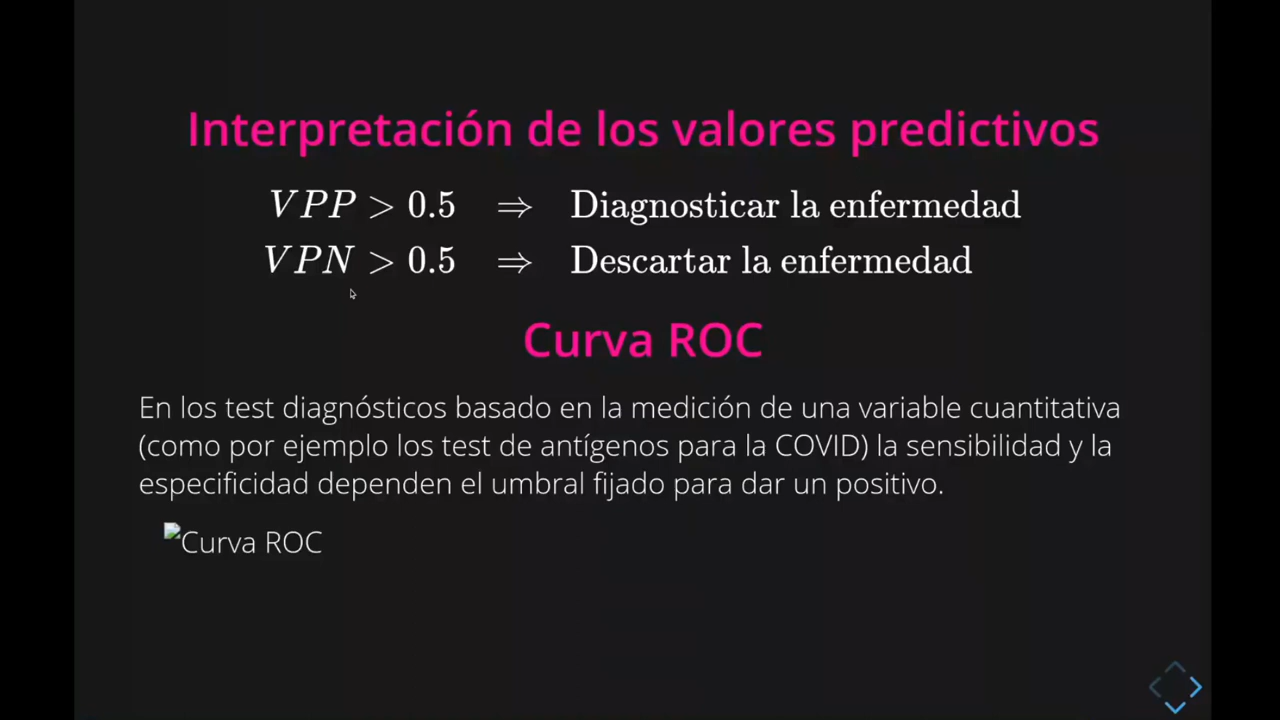 Interpretación de los valores predictivos
VPP > 0.5 ⇒ Diagnosticar la enfermedad
VPN > 0.5 ⇒ Descartar la enfermedad
Curva ROC
En los test diagnósticos basado en la medición de una variable cuantitativa
(como por ejemplo los test de antígenos para la COVID) la sensibilidad y la
especificidad dependen el umbral fijado para dar un positivo.
Curva ROC